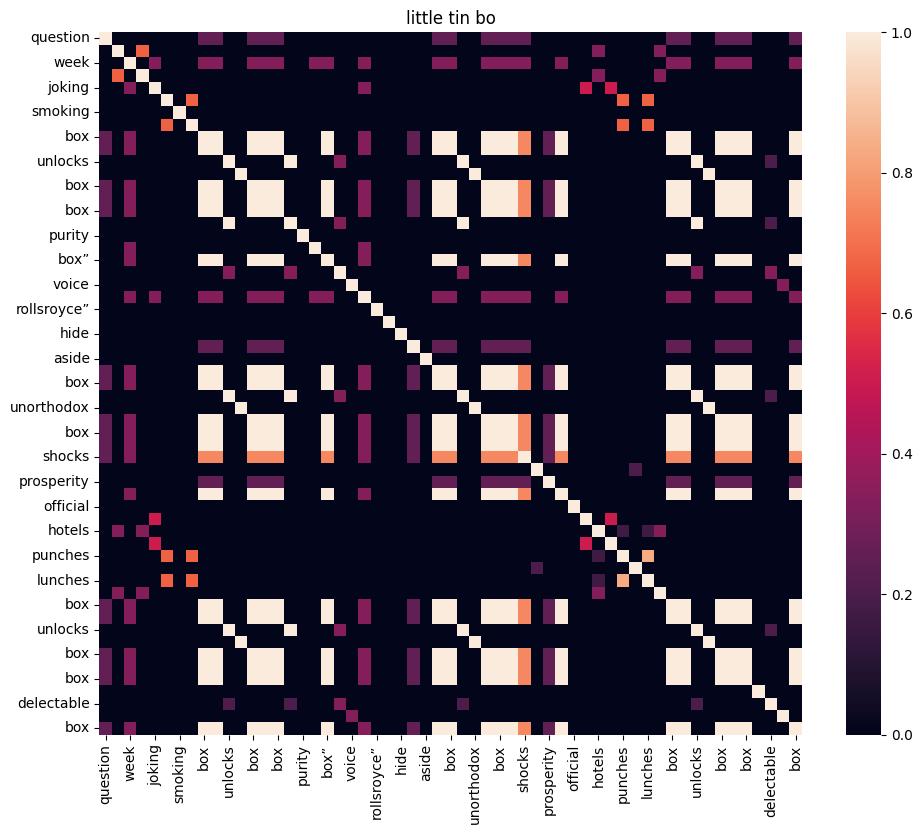 little tin bo
question
week
joking
smoking
box
unlocks
box
box
purity
box”
voice
rollsroyce”
hide
aside
box
unorthodox
box
shocks
prosperity
official
hotels
punches
lunches
box
unlocks
box
box
delectable
box
question
week
joking
smoking
box
unlocks
box
box
purity
box”
voice
rollsroyce”
hide
aside
box
unorthodox
box
shocks
prosperity
official
hotels
punches
lunches
box
unlocks
box
box
delectable
box
1.0
0.8
0.6
0.4
0.2
0.0